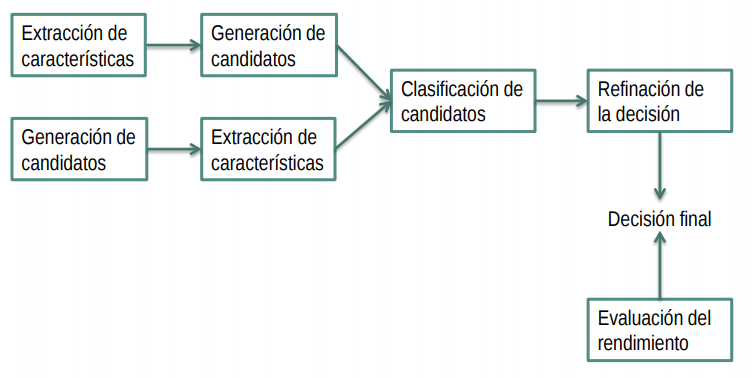 Extracción de
características
Generación de
candidatos
Generación de
candidatos
Extracción de
características
Clasificación de
candidatos
Refinación de
la decisión
Decisión final
Evaluación del
rendimiento